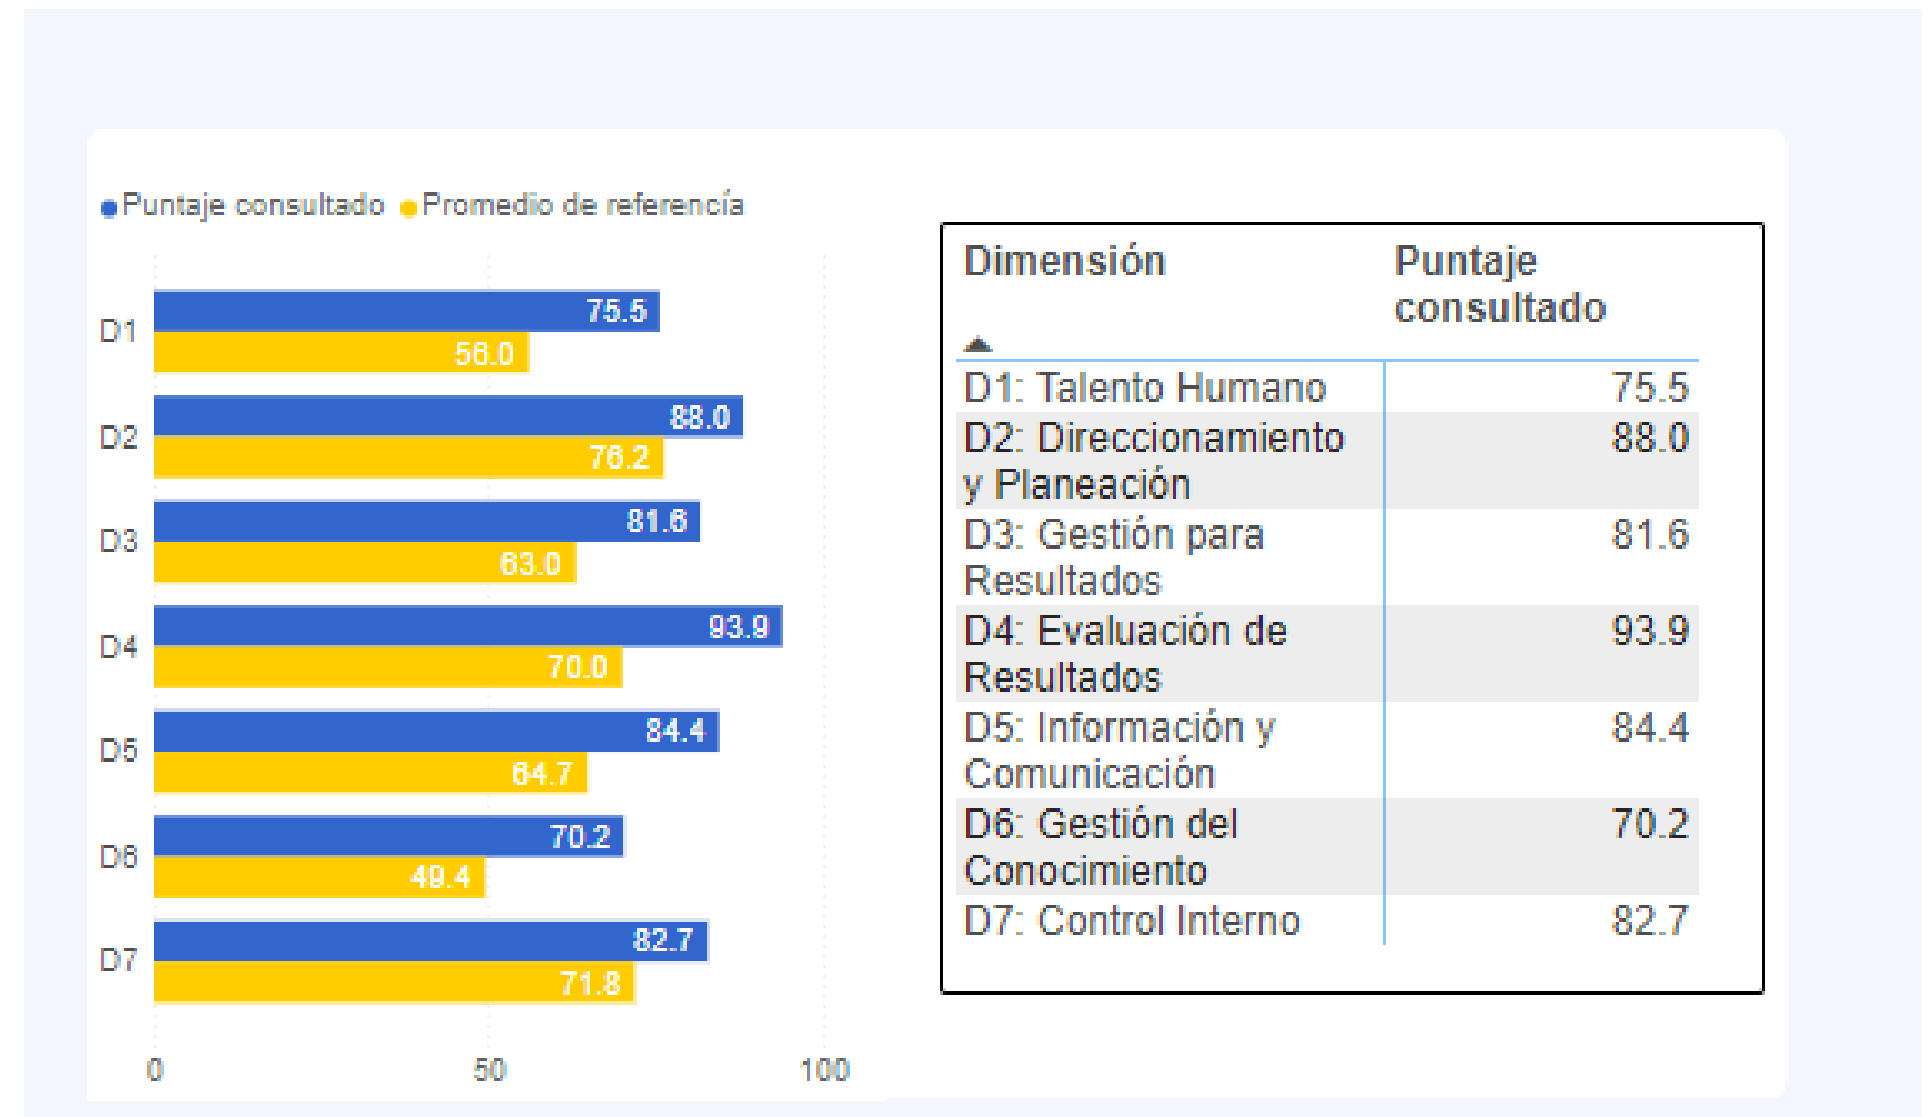 Puntaje consultado Promedio de referencía
D1
75.5
56.0
D2
88.0
76.2
D3
81.6
63.0
D4
93.9
70.0
D5
84.4
64.7
D6
70.2
49.4
D7
82.7
71.8
0 50 100
Dimensión
Puntaje
consultado
D1: Talento Humano 75.5
D2: Direccionamiento 88.0
y Planeación
D3: Gestión para 81.6
Resultados
D4: Evaluación de 93.9
Resultados
D5: Información y 84.4
Comunicación
D6: Gestión del 70.2
Conocimiento
D7: Control Interno 82.7